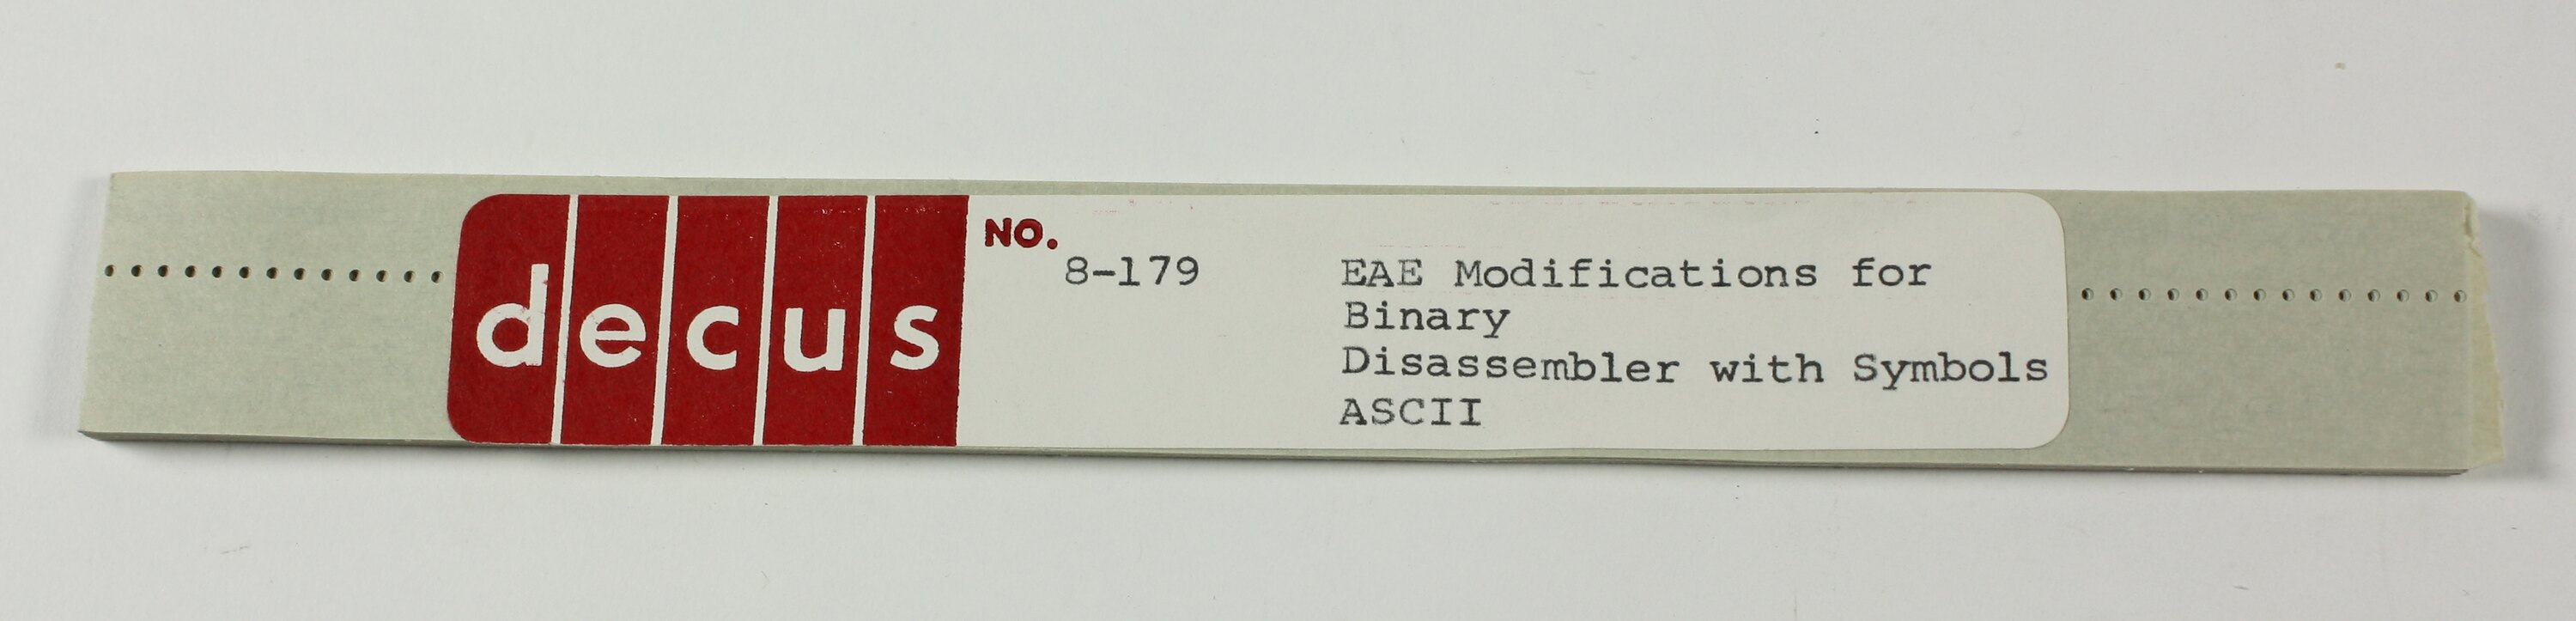 decus
NO.
8-179
EAE Modifications for
Binary
Disassembler with Symbols
ASCII